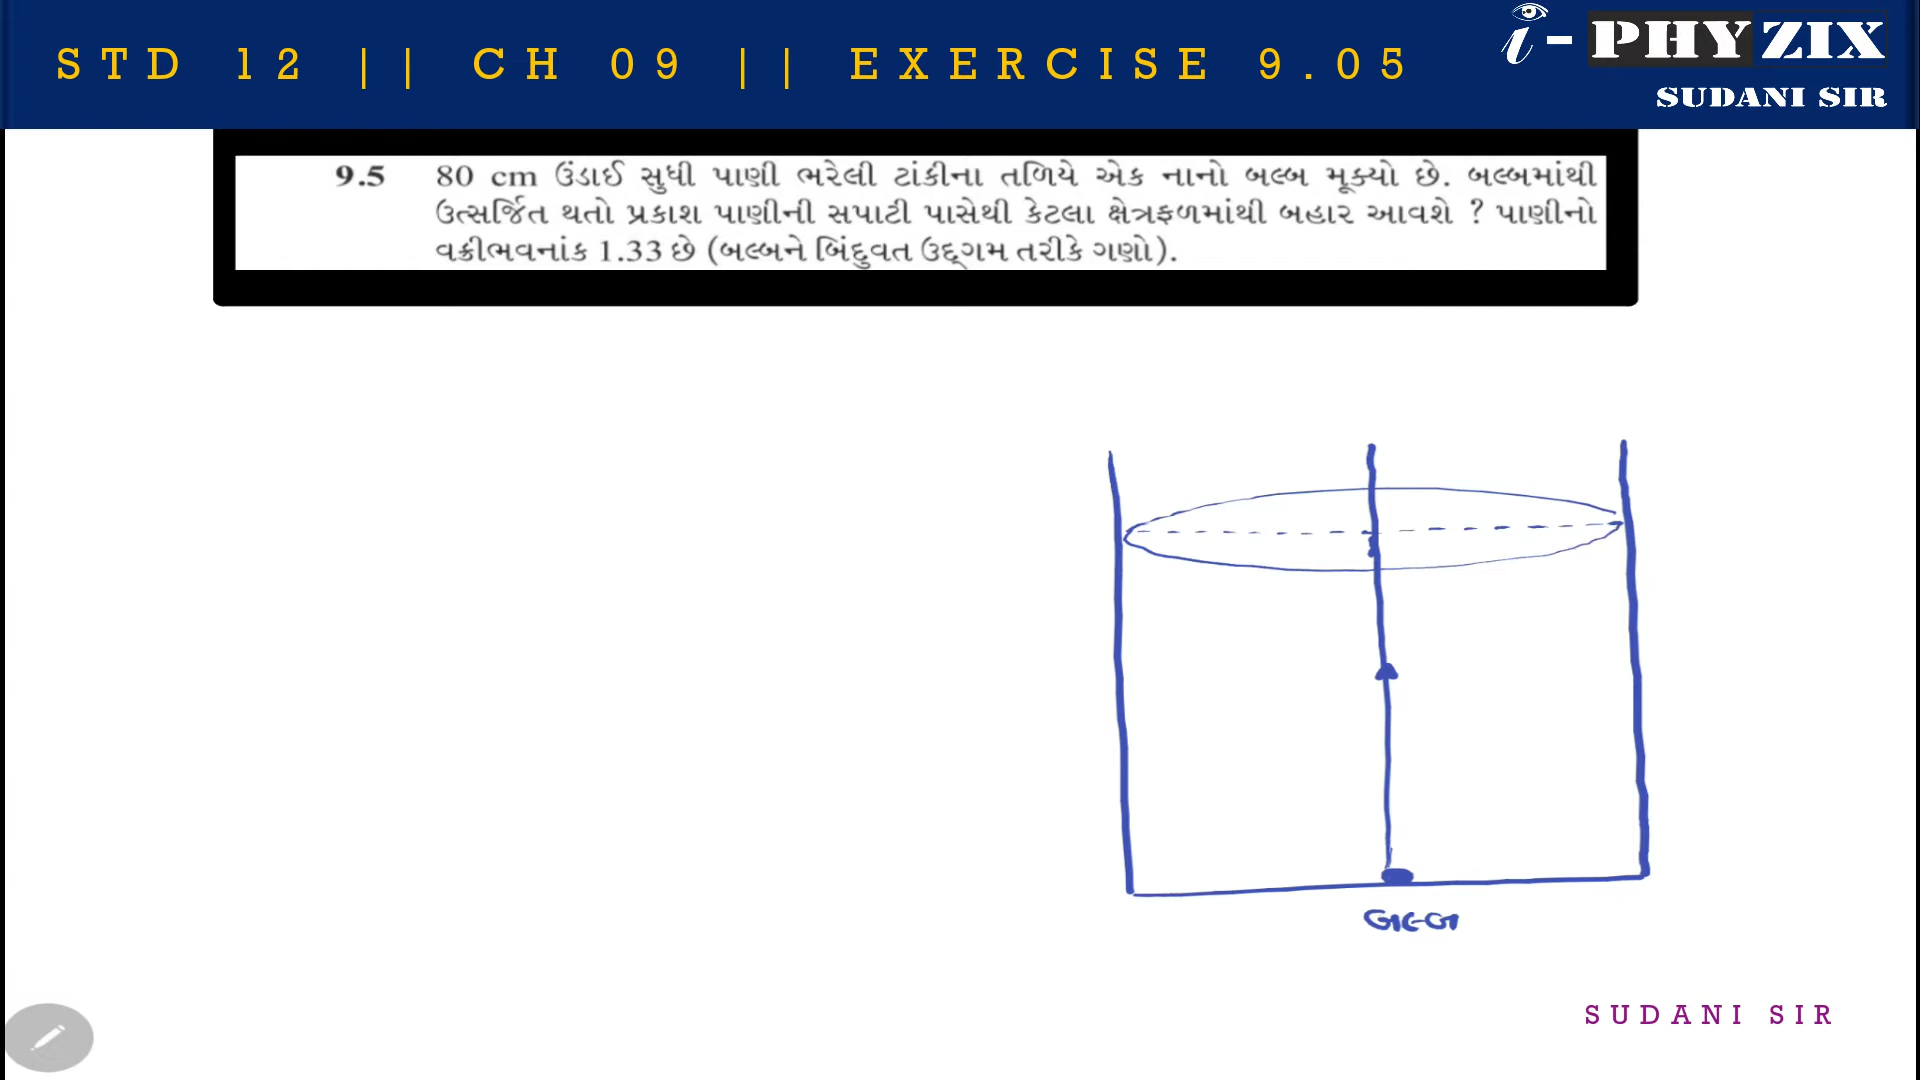 STD 12 || CH 09 || EXERCISE 9.05
i-PHYZIX
SUDANI SIR
9.5 80 cm ઉંડાઈ સુધી પાણી ભરેલી ટાંકીના તળિયે એક નાનો બલ્બ મૂક્યો છે. બલ્બમાંથી
ઉત્સર્જિત થતો પ્રકાશ પાણીની સપાટી પાસેથી કેટલા ક્ષેત્રફળમાંથી બહાર આવશે ? પાણીનો
વક્રીભવનાંક 1.33 છે (બલ્બને બિંદુવત ઉદ્ગમ તરીકે ગણો).
બલ્બ
SUDANI SIR